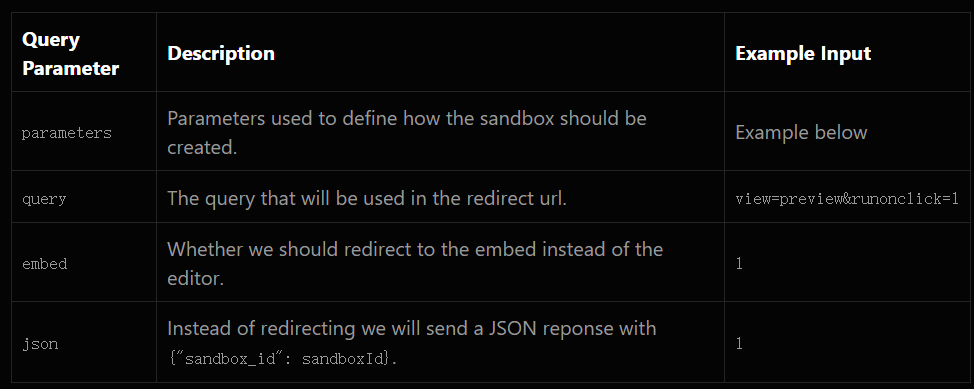 Query
Parameter
Description
Example Input
parameters
Parameters used to define how the sandbox should be
created.
Example below
query
The query that will be used in the redirect url.
view=preview&runonclick=1
embed
Whether we should redirect to the embed instead of the
editor.
1
json
Instead of redirecting we will send a JSON reponse with
{"sandbox_id": sandboxId}.
1